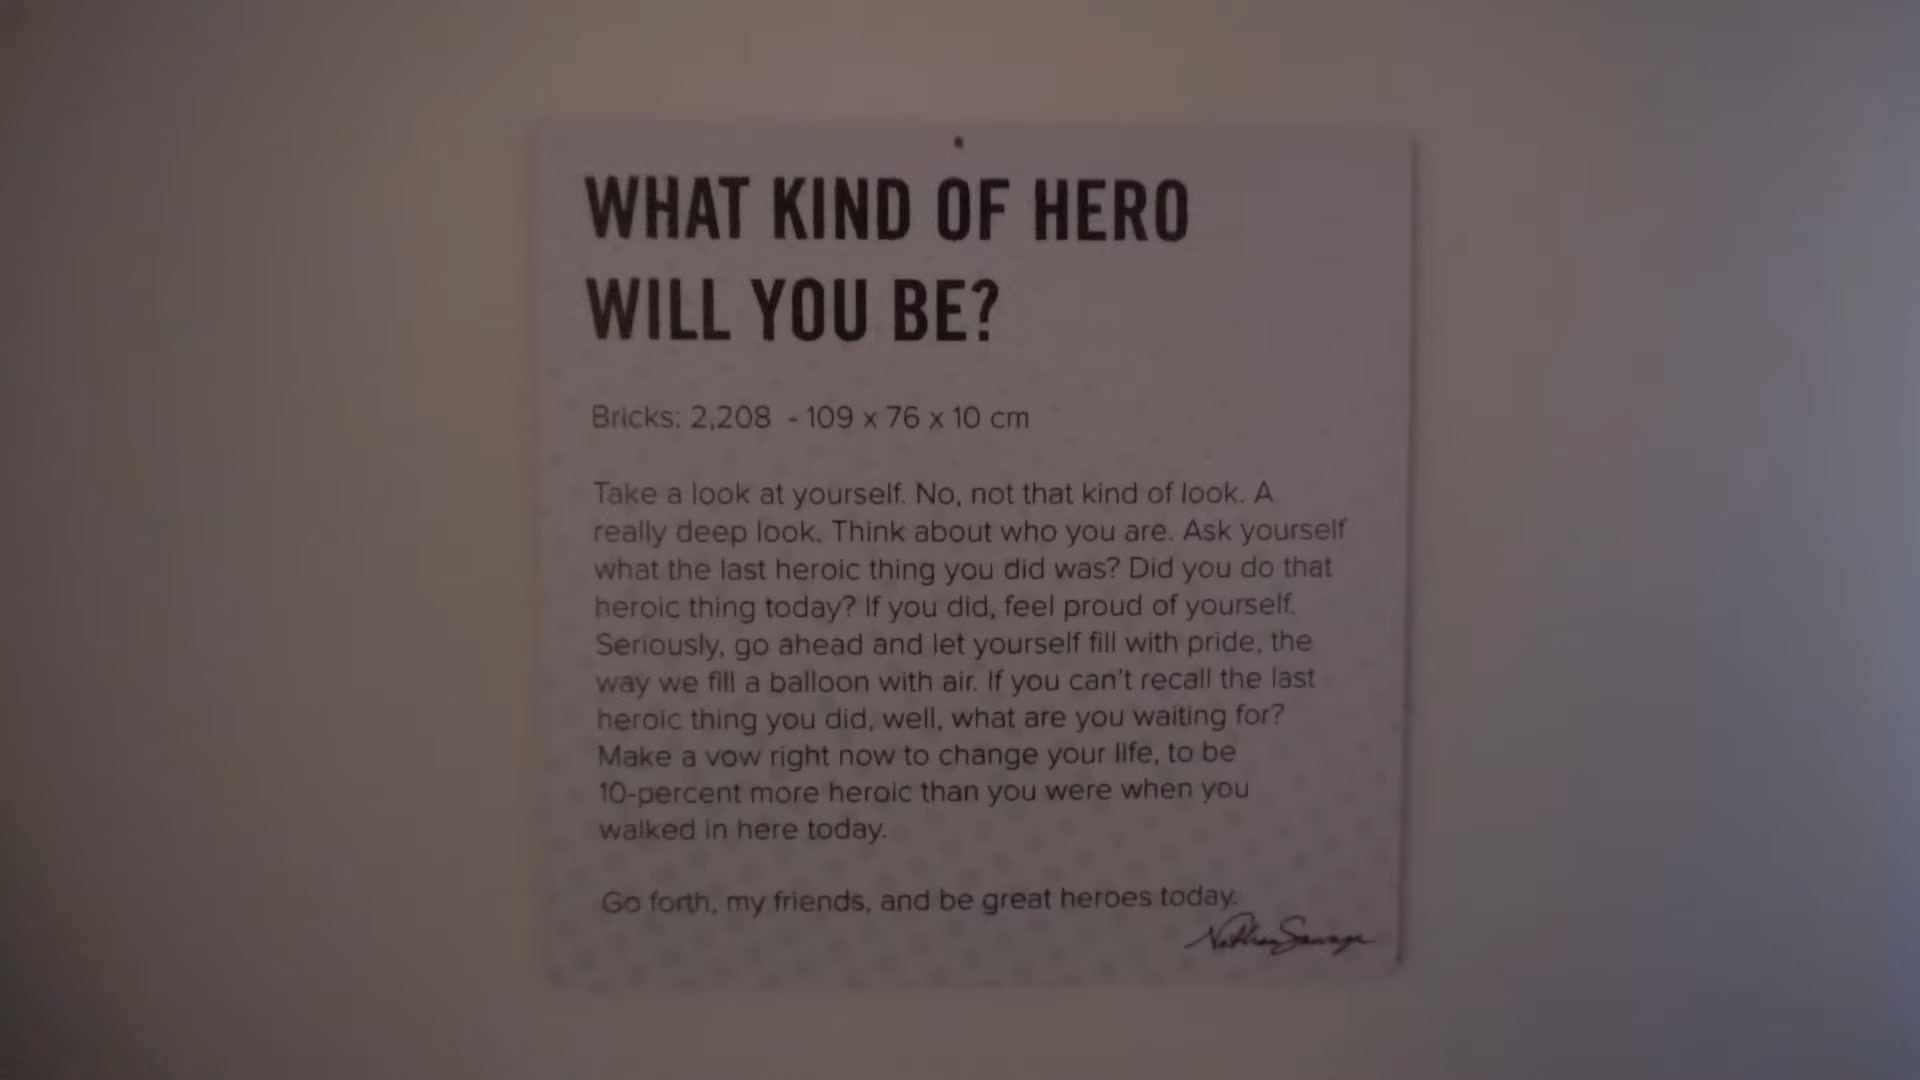 WHAT KIND OF HERO
WILL YOU BE?
Bricks: 2,208 - 109 x 76 x 10 cm
Take a look at yourself. No, not that kind of look. A
really deep look. Think about who you are. Ask yourself
what the last heroic thing you did was? Did you do that
heroic thing today? If you did, feel proud of yourself.
Seriously, go ahead and let yourself fill with pride, the
way we fill a balloon with air. If you can't recall the last
heroic thing you did, well, what are you waiting for?
Make a vow right now to change your life, to be
10-percent more heroic than you were when you
walked in here today.
Go forth, my friends, and be great heroes today.
Nathan Sawaya